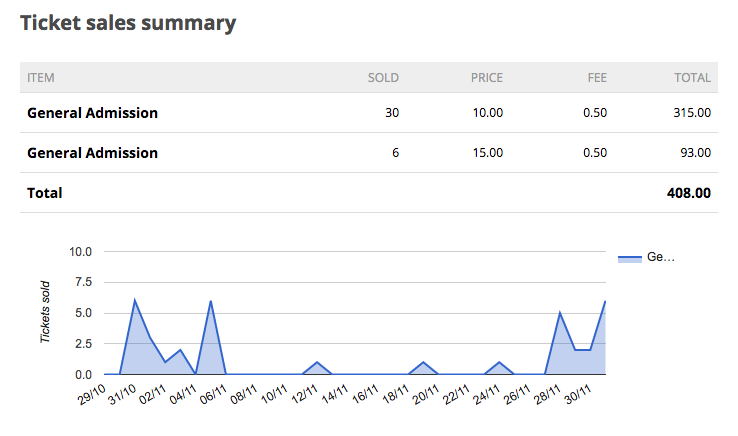 Ticket sales summary
ITEM SOLD PRICE FEE TOTAL
General Admission 30 10.00 0.50 315.00
General Admission 6 15.00 0.50 93.00
Total 408.00
10.0
7.5
5.0
2.5
0.0
Tickets sold
Ge...
29/10 31/10 02/11 04/11 06/11 08/11 10/11 12/11 14/11 16/11 18/11 20/11 22/11 24/11 26/11 28/11 30/11